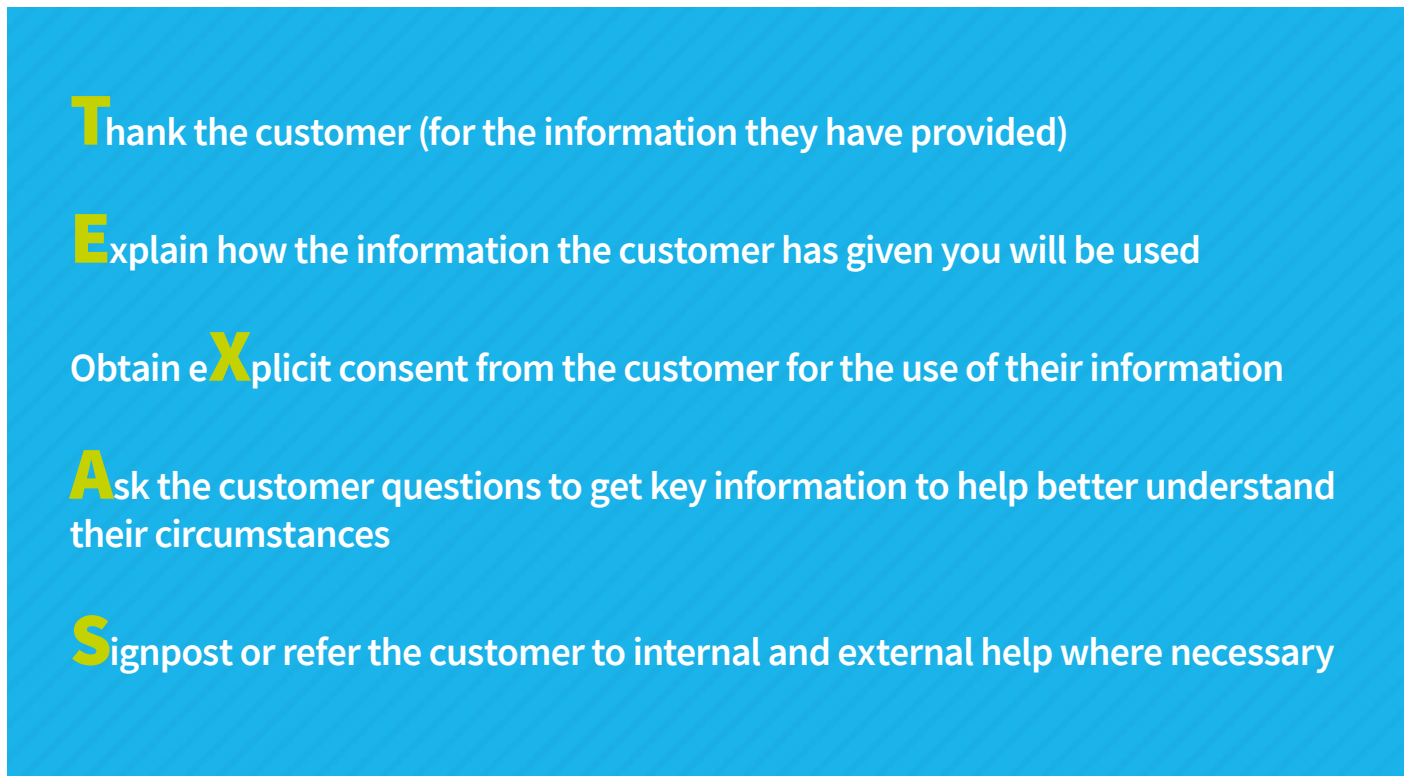 Thank the customer (for the information they have provided)
Explain how the information the customer has given you will be used
Obtain eXplicit consent from the customer for the use of their information
Ask the customer questions to get key information to help better understand
their circumstances
Signpost or refer the customer to internal and external help where necessary